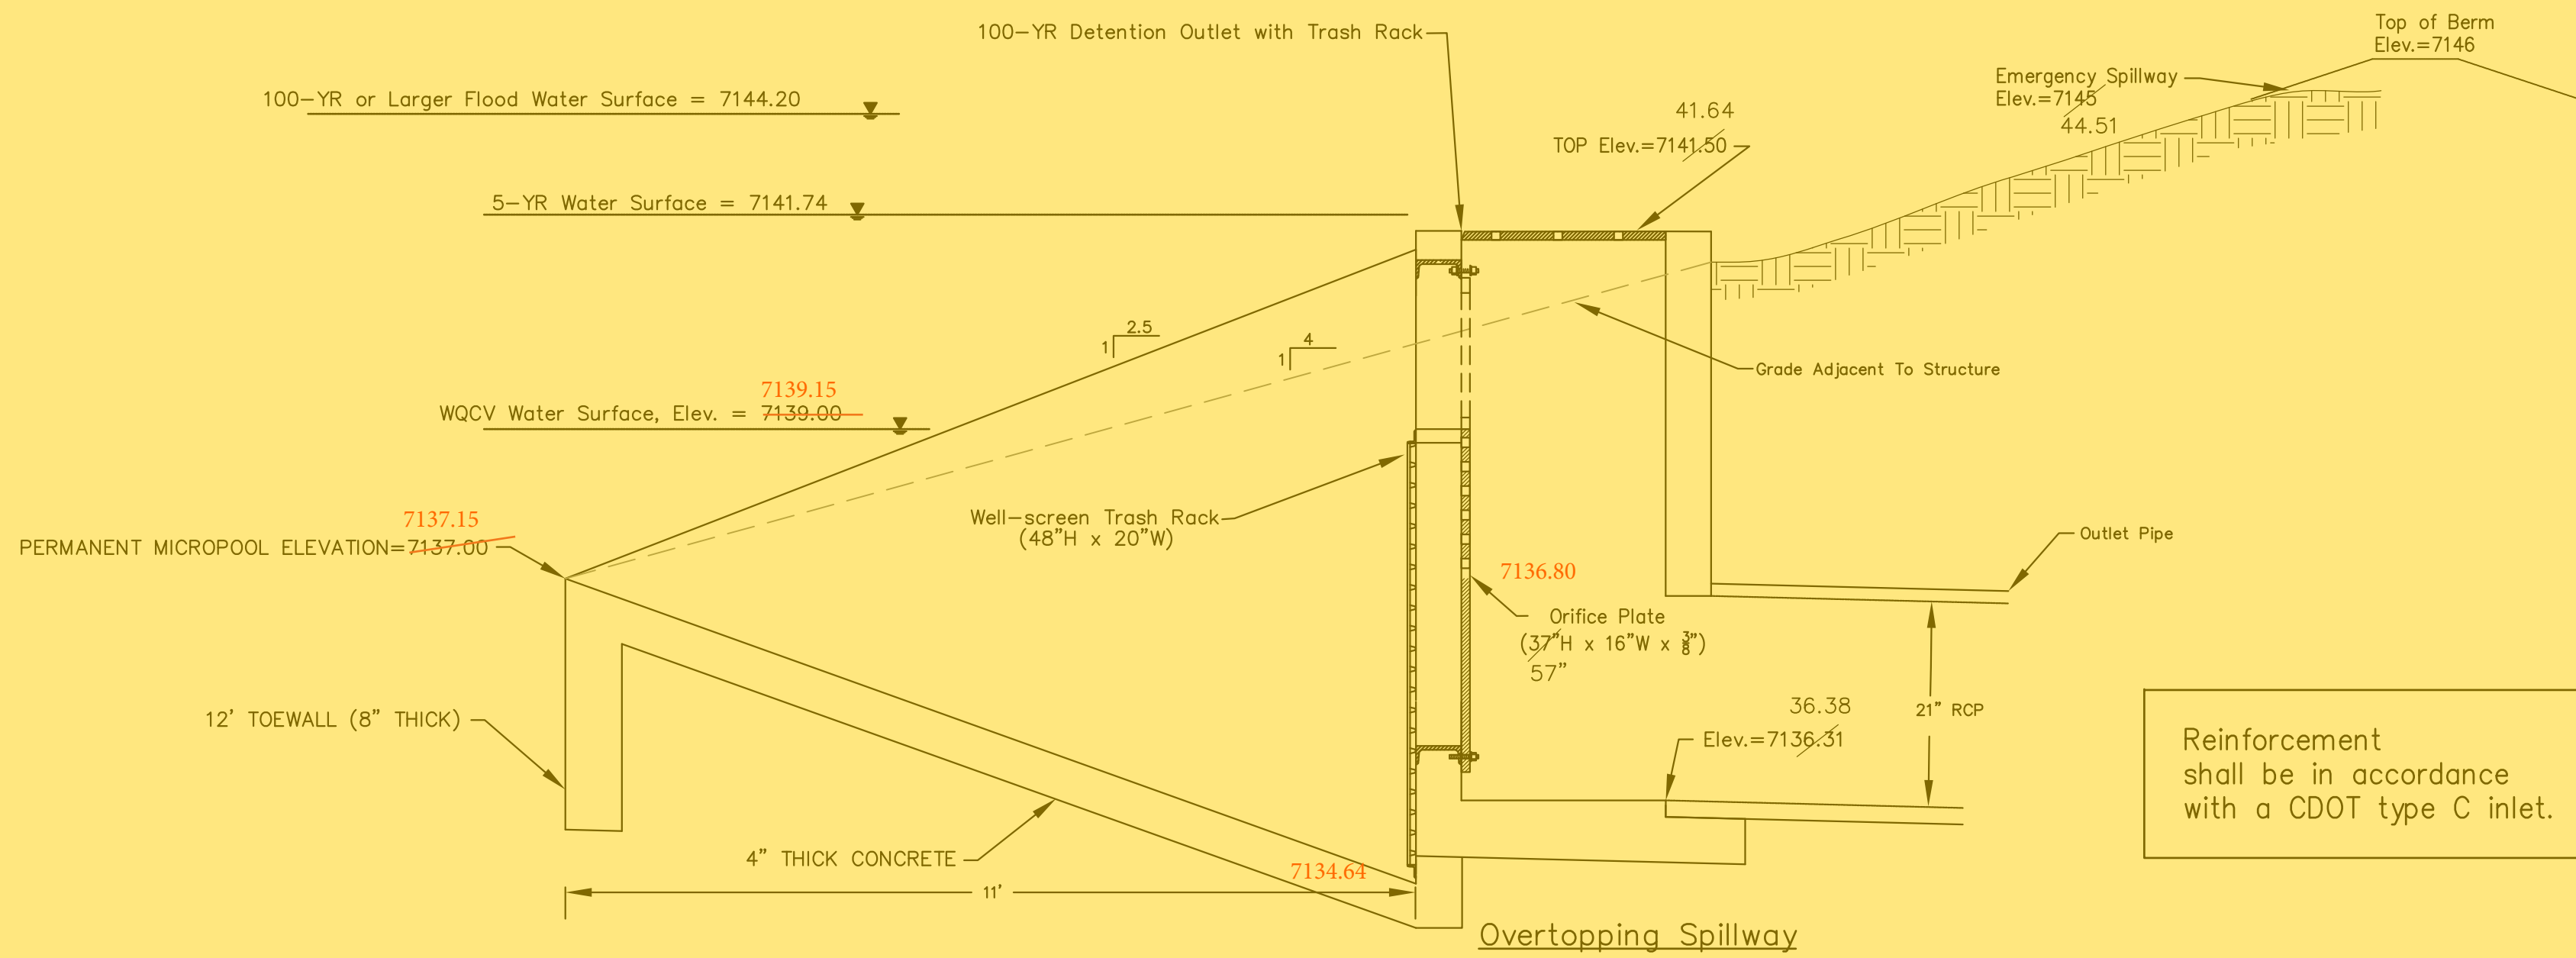 100-YR Detention Outlet with Trash Rack
Top of Berm
Elev.=7146
Emergency Spillway
Elev.=7145
44.51
100-YR or Larger Flood Water Surface = 7144.20
41.64
TOP Elev.=7141.50
5-YR Water Surface = 7141.74
2.5
1
4
1
Grade Adjacent To Structure
7139.15
WQCV Water Surface, Elev. = 7139.00
7137.15
PERMANENT MICROPOOL ELEVATION=7137.00
Well-screen Trash Rack
(48"H x 20"W)
Outlet Pipe
7136.80
Orifice Plate
(37"H x 16"W x 3/8")
57"
36.38
Elev.=7136.31
21" RCP
12' TOEWALL (8" THICK)
Reinforcement
shall be in accordance
with a CDOT type C inlet.
4" THICK CONCRETE
7134.64
11'
Overtopping Spillway